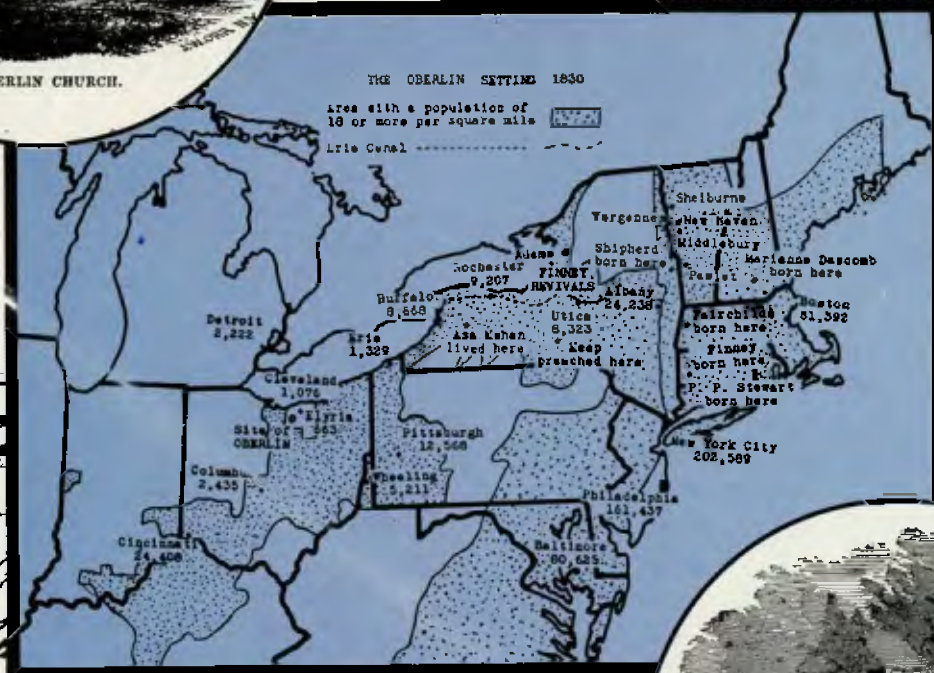 ERLIN CHURCH.
THE OBERLIN SETTING 1830
Area with a population of
18 or more per square mile
Erie Canal
Shelburne
Vergennes
New Haven
Middlebury
Adams
Shipherd
born here
Marianne Dascomb
born here
Pawlet
Rochester
9,207
FINNEY
REVIVALS
Albany
24,238
Buffalo
8,668
Boston
61,392
Detroit
2,222
Utica
8,323
Fairchilds
born here
Erie
1,329
Asa Mahan
lived here
Keep
preached here
Finney
born here
P. P. Stewart
born here
Cleveland
1,076
Elyria
663
Site of
OBERLIN
Pittsburgh
12,568
New York City
202,589
Columbu
2,435
Wheeling
5,211
Philadelphia
161,437
Cincinnati
24,408
Baltimore
80,625